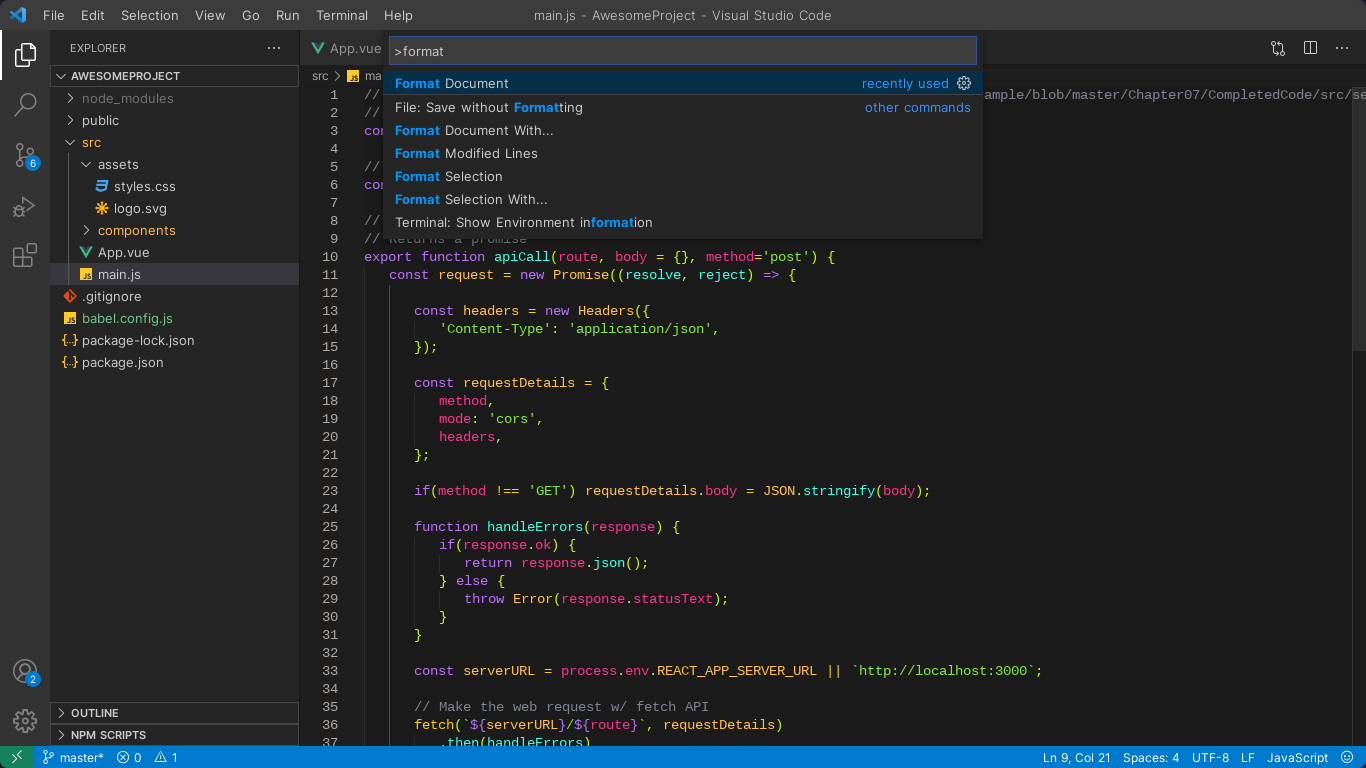 File Edit Selection View Go Run Terminal Help main.js - AwesomeProject - Visual Studio Code
EXPLORER
AWESOMEPROJECT
node_modules
public
src
assets
styles.css
logo.svg
components
App.vue
main.js
.gitignore
babel.config.js
package-lock.json
package.json
OUTLINE
NPM SCRIPTS
6
2
App.vue
>format
Format Document recently used
File: Save without Formatting other commands
Format Document With...
Format Modified Lines
Format Selection
Format Selection With...
Terminal: Show Environment information
src
1 // ample/blob/master/Chapter07/CompletedCode/src/se
2 //
3
4
5 //
6
7
8 //
9 // Returns a promise
10 export function apiCall(route, body = {}, method='post') {
11 const request = new Promise((resolve, reject) => {
12
13 const headers = new Headers({
14 'Content-Type': 'application/json',
15 });
16
17 const requestDetails = {
18 method,
19 mode: 'cors',
20 headers,
21 };
22
23 if(method !== 'GET') requestDetails.body = JSON.stringify(body);
24
25 function handleErrors(response) {
26 if(response.ok) {
27 return response.json();
28 } else {
29 throw Error(response.statusText);
30 }
31 }
32
33 const serverURL = process.env.REACT_APP_SERVER_URL || `http://localhost:3000`;
34
35 // Make the web request w/ fetch API
36 fetch(`${serverURL}/${route}`, requestDetails)
37 .then(handleErrors)
master* 0 1 Ln 9, Col 21 Spaces: 4 UTF-8 LF JavaScript